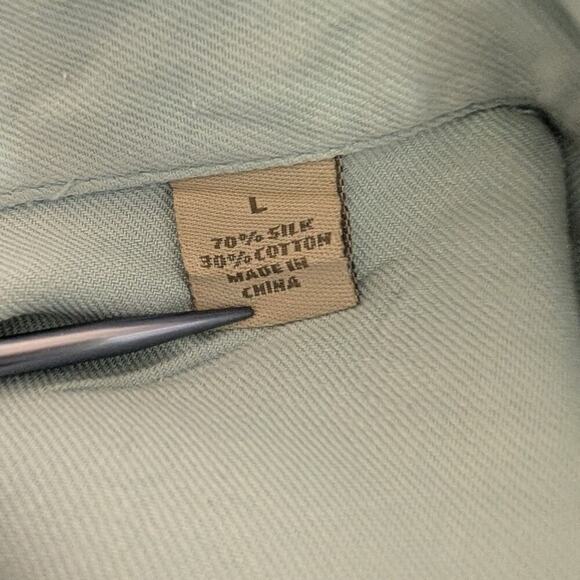 L
70% SILK
30% COTTON
MADE IN
CHINA